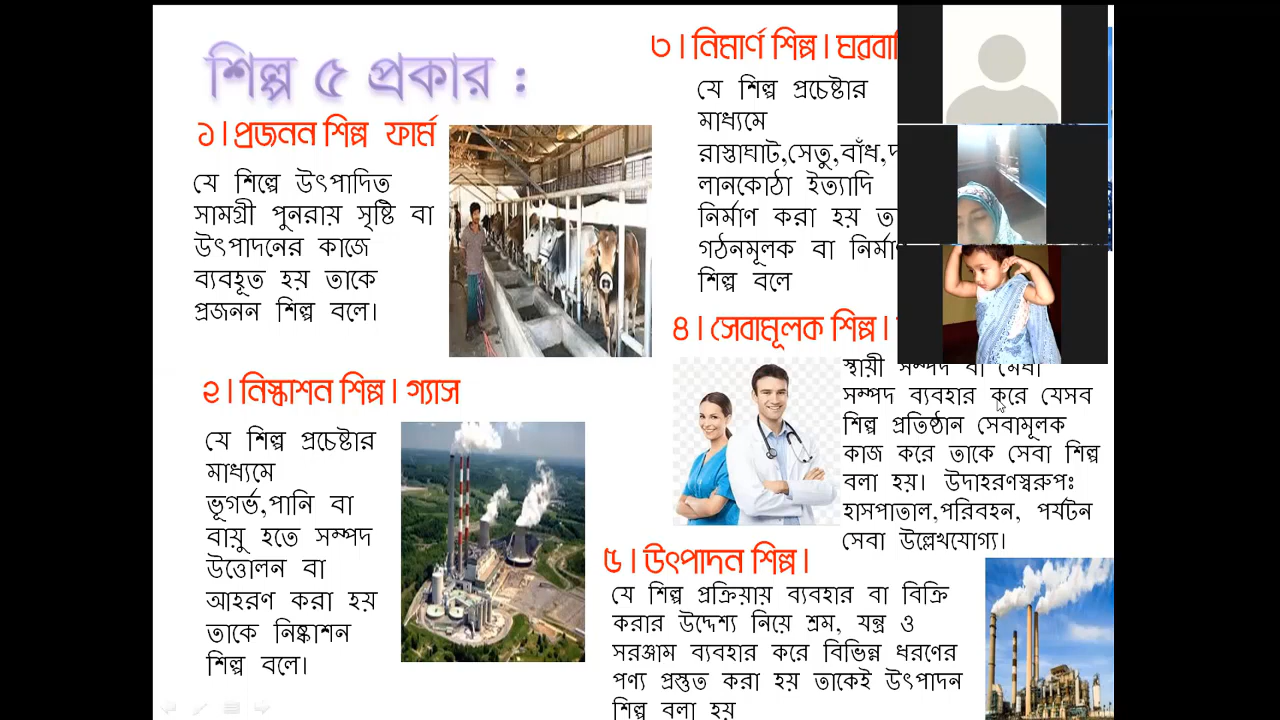 শিল্প ৫ প্রকার :
১। প্রজনন শিল্প ফার্ম
যে শিল্পে উৎপাদিত
সামগ্রী পুনরায় সৃষ্টি বা
উৎপাদনের কাজে
ব্যবহূত হয় তাকে
প্রজনন শিল্প বলে।
২। নিস্কাশন শিল্প। গ্যাস
যে শিল্প প্রচেষ্টার
মাধ্যমে
ভূগর্ভ,পানি বা
বায়ু হতে সম্পদ
উত্তোলন বা
আহরণ করা হয়
তাকে নিষ্কাশন
শিল্প বলে।
৩। নিমার্ণ শিল্প।
যে শিল্প প্রচেষ্টার
মাধ্যমে
রাস্তাঘাট,সেতু,বাঁধ,
লানকোঠা ইত্যাদি
নির্মাণ করা হয়
গঠনমূলক বা
শিল্প বলে
৪। সেবামূলক শিল্প।
স্থায়ী সম্পদ বা মেধা
সম্পদ ব্যবহার করে যেসব
শিল্প প্রতিষ্ঠান সেবামূলক
কাজ করে তাকে সেবা শিল্প
বলা হয়। উদাহরণস্বরুপঃ
হাসপাতাল,পরিবহন, পর্যটন
সেবা উল্লেখযোগ্য।
৫। উৎপাদন শিল্প।
যে শিল্প প্রক্রিয়ায় ব্যবহার বা বিক্রি
করার উদ্দেশ্য নিয়ে শ্রম, যন্ত্র ও
সরঞ্জাম ব্যবহার করে বিভিন্ন ধরণের
পণ্য প্রস্তুত করা হয় তাকেই উৎপাদন
শিল্প বলা হয়